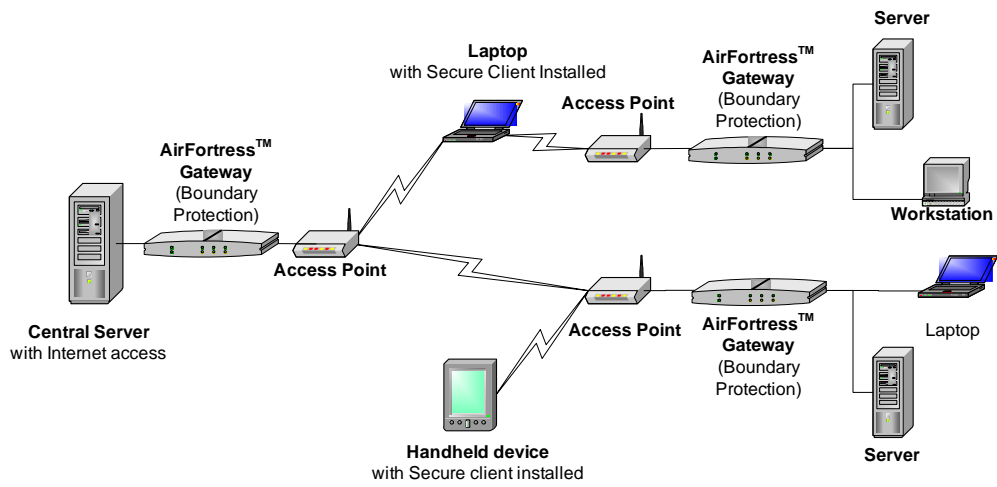 Server
Laptop
with Secure Client Installed
AirFortress™
Gateway
(Boundary
Protection)
Access Point
AirFortress™
Gateway
(Boundary
Protection)
Workstation
Access Point
Central Server
with Internet access
Access Point
AirFortress™
Gateway
(Boundary
Protection)
Laptop
Handheld device
with Secure client installed
Server